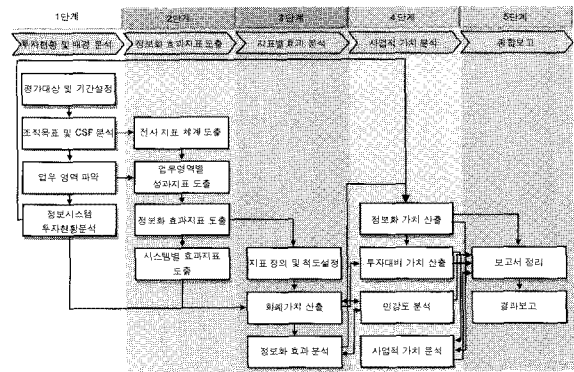 1단계
2단계
3단계
4단계
5단계
투자현황 및 배경 분석
정보화 효과지표 도출
지표별 효과 분석
사업적 가치 분석
종합보고
평가대상 및 기간설정
조직목표 및 CSF 분석
전사 지표 체계 도출
업무 영역 파악
업무영역별
성과지표 도출
정보시스템
투자현황분석
정보화 효과지표 도출
정보화 가치 산출
시스템별 효과지표
도출
지표 정의 및 척도설정
투자대비 가치 산출
보고서 정리
화폐가치 산출
민감도 분석
결과보고
정보화 효과 분석
사업적 가치 분석